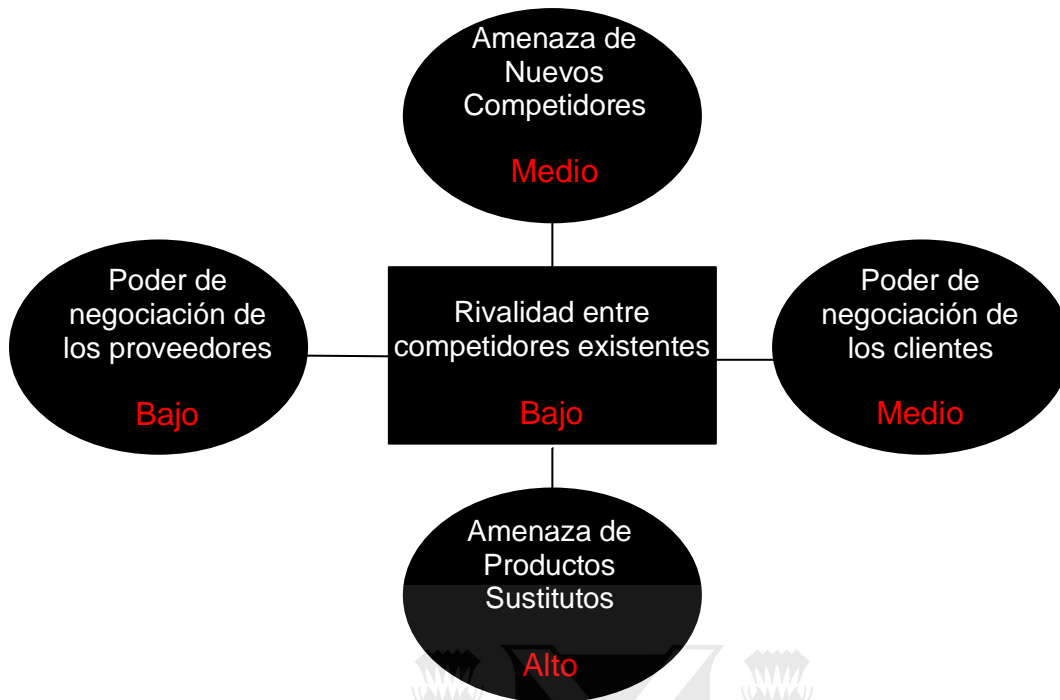 Amenaza de
Nuevos
Competidores
Medio
Poder de
negociación de
los proveedores
Bajo
Rivalidad entre
competidores existentes
Bajo
Poder de
negociación de
los clientes
Medio
Amenaza de
Productos
Sustitutos
Alto